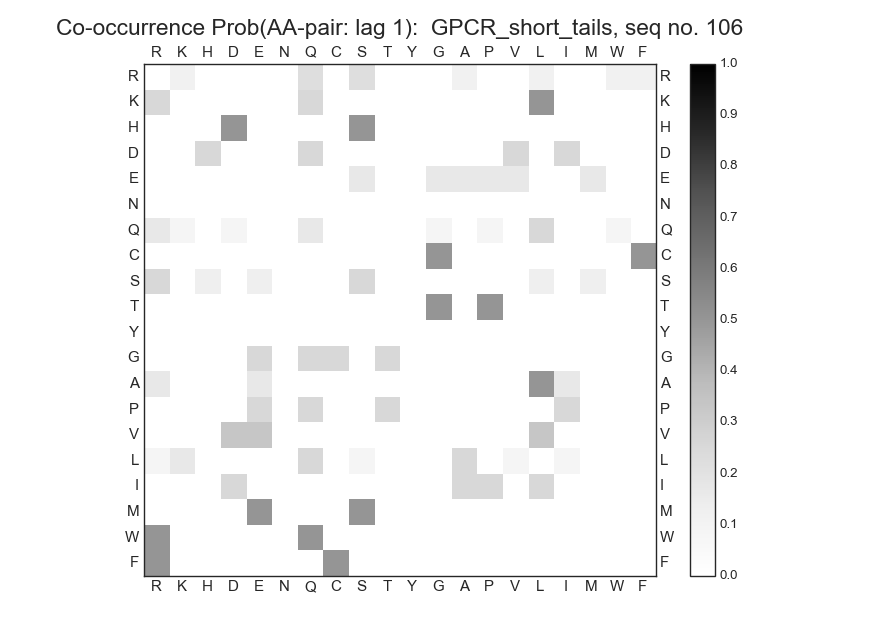 Co-occurrence Prob(AA-pair: lag 1):  GPCR_short_tails, seq no. 106
R K H D E N Q C S T Y G A P V L I M W F
R R 1.0
K K 0.9
H H
D D 0.8
E E
N N 0.7
Q Q
C C 0.6
S S
T T 0.5
Y Y
G G 0.4
A A
P P 0.3
V V
L L 0.2
I I
M M 0.1
W W
F F 0.0
R K H D E N Q C S T Y G A P V L I M W F